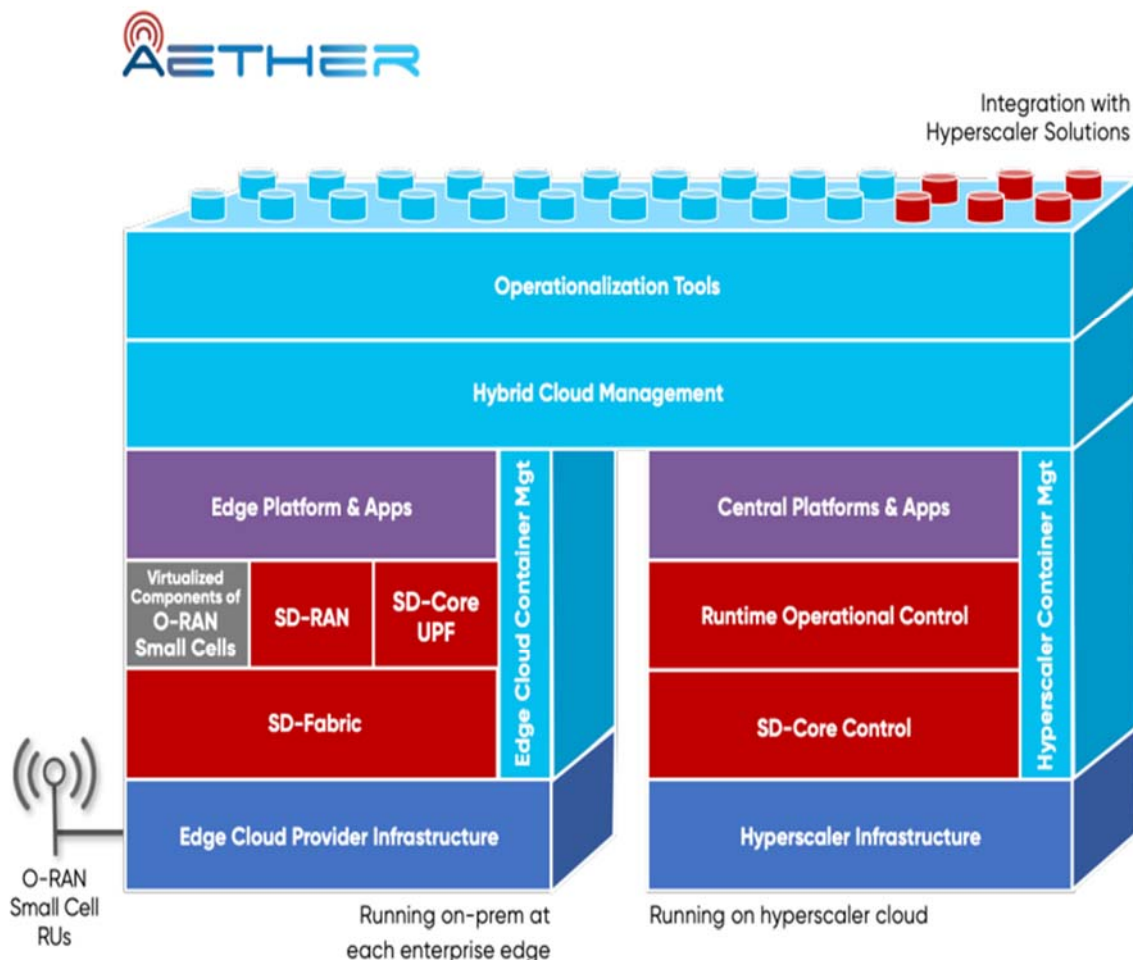 AETHER
Integration with
Hyperscaler Solutions
Operationalization Tools
Hybrid Cloud Management
Edge Platform & Apps
Edge Cloud Container Mgt
Central Platforms & Apps
Hyperscaler Container Mgt
Virtualized
Components of
O-RAN
Small Cells
SD-RAN
SD-Core
UPF
Runtime Operational Control
SD-Fabric
SD-Core Control
Edge Cloud Provider Infrastructure
Hyperscaler Infrastructure
O-RAN
Small Cell
RUs
Running on-prem at
each enterprise edge
Running on hyperscaler cloud